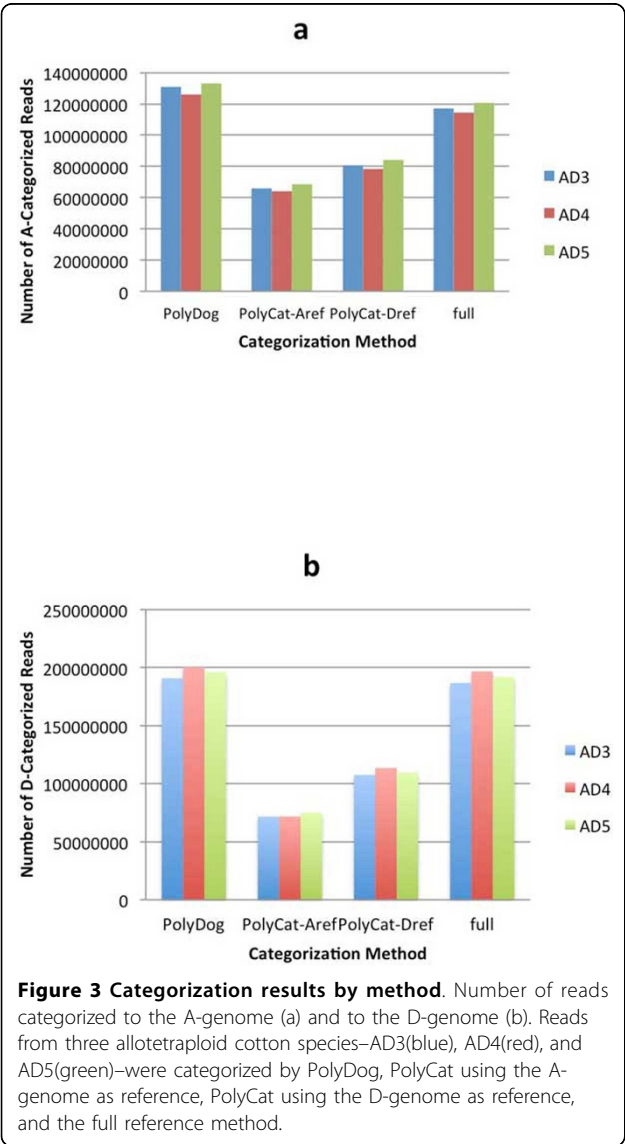 a
Number of A-Categorized Reads
140000000
120000000
100000000
80000000
60000000
40000000
20000000
0
PolyDog PolyCat-Aref PolyCat-Dref full
Categorization Method
AD3
AD4
AD5
b
Number of D-Categorized Reads
250000000
200000000
150000000
100000000
50000000
0
PolyDog PolyCat-Aref PolyCat-Dref full
Categorization Method
AD3
AD4
AD5
Figure 3 Categorization results by method. Number of reads
categorized to the A-genome (a) and to the D-genome (b). Reads
from three allotetraploid cotton species–AD3(blue), AD4(red), and
AD5(green)–were categorized by PolyDog, PolyCat using the A-
genome as reference, PolyCat using the D-genome as reference,
and the full reference method.